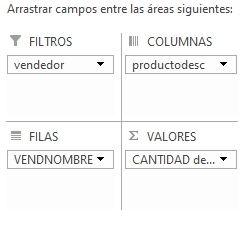 Arrastrar campos entre las áreas siguientes:
FILTROS
vendedor
COLUMNAS
productodesc
FILAS
VENDNOMBRE
VALORES
CANTIDAD de...